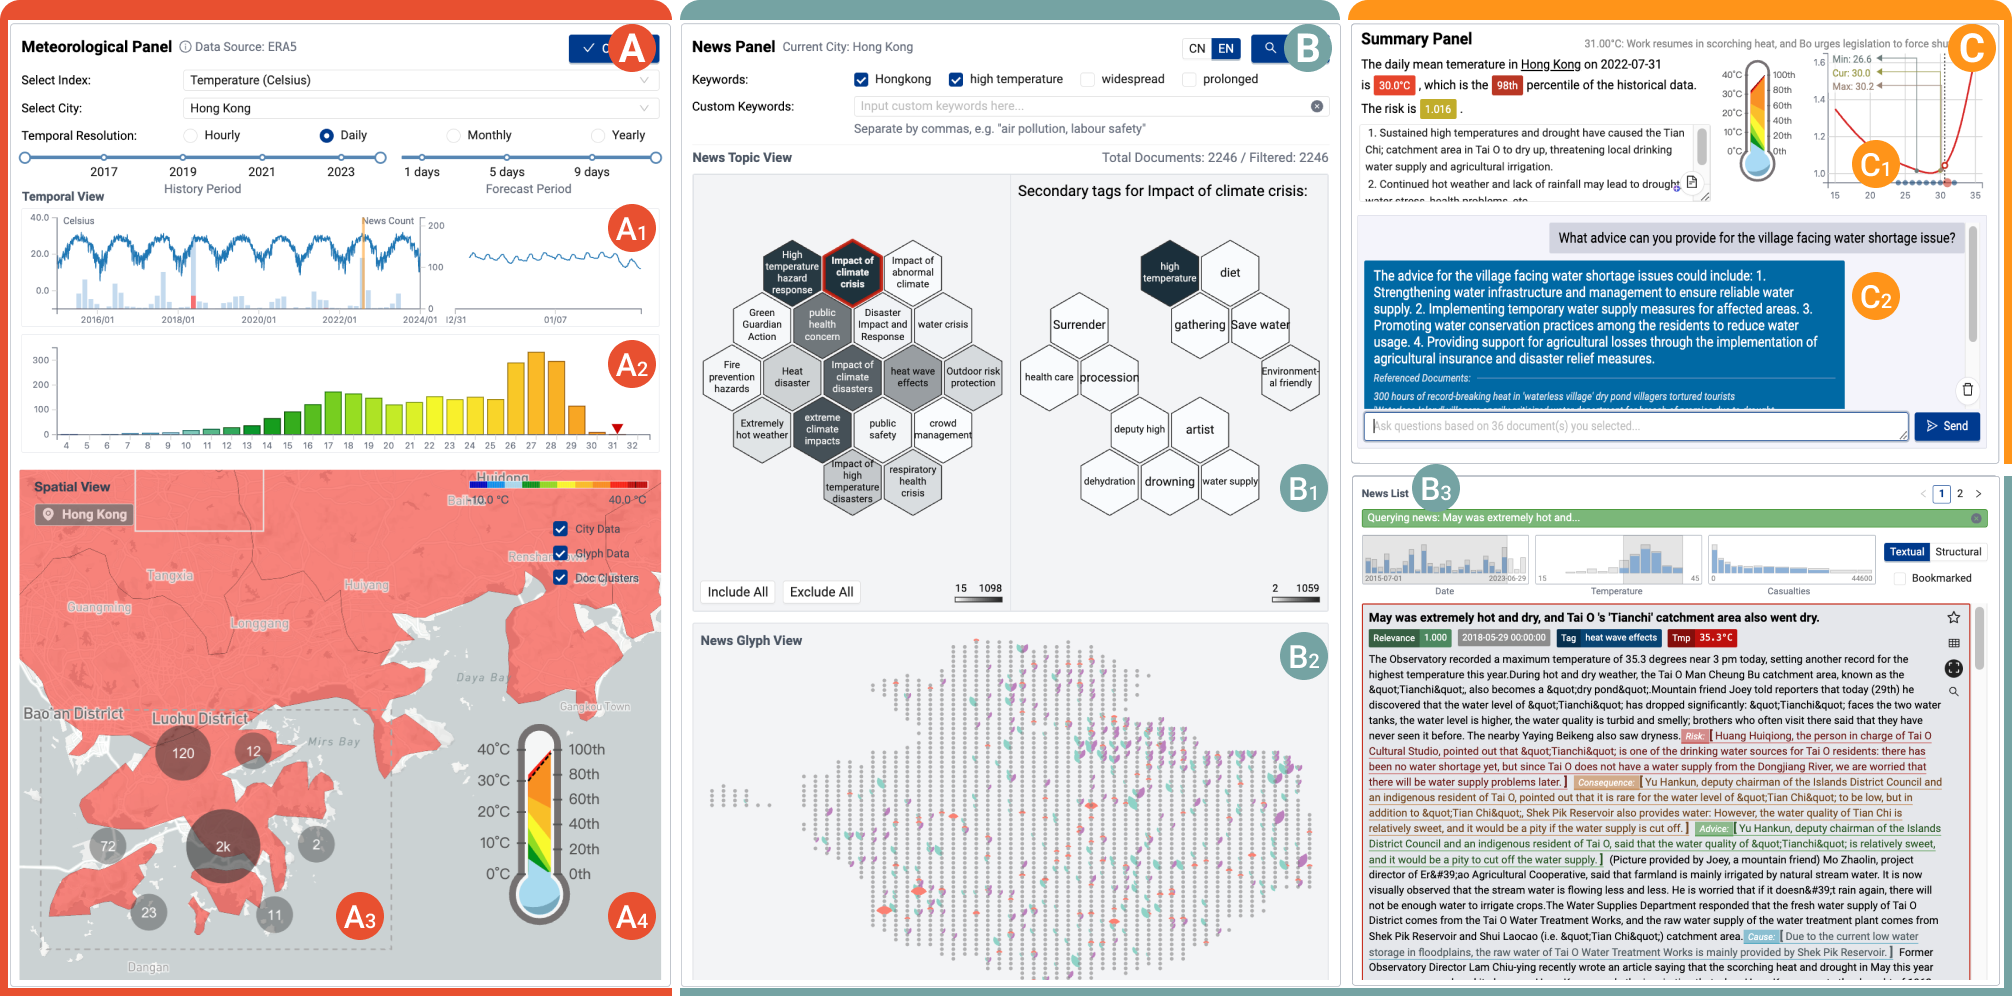 Meteorological Panel
Data Source: ERA5
A
Select Index:
Temperature (Celsius)
Select City:
Hong Kong
Temporal Resolution:
Hourly
Daily
Monthly
Yearly
2017 2019 2021 2023
History Period
1 days 5 days 9 days
Forecast Period
Temporal View
A1
Celsius
News Count
40.0
20.0
0.0
200
100
0
2016/01 2018/01 2020/01 2022/01 2024/01
12/31 01/07
A2
300
200
100
0
4 5 6 7 8 9 10 11 12 13 14 15 16 17 18 19 20 21 22 23 24 25 26 27 28 29 30 31 32
Spatial View
Hong Kong
Huidong
-10.0 °C 40.0 °C
City Data
Glyph Data
Doc Clusters
Tangxia
Huiyang
Guangming
Longgang
Daya Bay
Gangkou Town
Bao'an District
Luohu District
Mirs Bay
120
12
72
2k
2
23
11
Dangan
40°C 100th
30°C 80th
20°C 60th
10°C 40th
20th
0°C 0th
A3
A4
News Panel
Current City: Hong Kong
CN EN
B
Keywords:
Hongkong
high temperature
widespread
prolonged
Custom Keywords:
Input custom keywords here...
Separate by commas, e.g. "air pollution, labour safety"
News Topic View
Total Documents: 2246 / Filtered: 2246
High temperature hazard response
Impact of climate crisis
Impact of abnormal climate
Green Guardian Action
public health concern
Disaster Impact and Response
water crisis
Fire prevention hazards
Heat disaster
Impact of climate disasters
heat wave effects
Outdoor risk protection
Extremely hot weather
extreme climate impacts
public safety
crowd management
Impact of high temperature disasters
respiratory health crisis
Include All
Exclude All
15 1098
Secondary tags for Impact of climate crisis:
high temperature
diet
Surrender
gathering
Save water
health care
procession
Environment-al friendly
deputy high
artist
dehydration
drowning
water supply
B1
2 1059
News Glyph View
B2
Summary Panel
31.00°C: Work resumes in scorching heat, and Bo urges legislation to force shu
C
The daily mean temerature in Hong Kong on 2022-07-31
is 30.0°C , which is the 98th percentile of the historical data.
The risk is 1.016 .
1. Sustained high temperatures and drought have caused the Tian
Chi; catchment area in Tai O to dry up, threatening local drinking
water supply and agricultural irrigation.
2. Continued hot weather and lack of rainfall may lead to drought,
water stress, health problems, etc.
40°C 100th
30°C 80th
20°C 60th
10°C 40th
20th
0°C 0th
Min: 26.6
Cur: 30.0
Max: 30.2
1.6
1.4
1.2
1.0
15 20 25 30 35
C1
What advice can you provide for the village facing water shortage issue?
The advice for the village facing water shortage issues could include: 1.
Strengthening water infrastructure and management to ensure reliable water
supply. 2. Implementing temporary water supply measures for affected areas. 3.
Promoting water conservation practices among the residents to reduce water
usage. 4. Providing support for agricultural losses through the implementation of
agricultural insurance and disaster relief measures.
Referenced Documents:
300 hours of record-breaking heat in 'waterless village' dry pond villagers tortured tourists
C2
Ask questions based on 36 document(s) you selected...
Send
News List
B3
< 1 2 >
Querying news: May was extremely hot and...
2015-07-01 2023-06-29
Date
15 45
Temperature
0 44600
Casualties
Textual Structural
Bookmarked
May was extremely hot and dry, and Tai O 's 'Tianchi' catchment area also went dry.
Relevance 1.000 2018-05-29 00:00:00 Tag heat wave effects Tmp 35.3°C
The Observatory recorded a maximum temperature of 35.3 degrees near 3 pm today, setting another record for the
highest temperature this year.During hot and dry weather, the Tai O Man Cheung Bu catchment area, known as the
&quot;Tianchi&quot;, also becomes a &quot;dry pond&quot;.Mountain friend Joey told reporters that today (29th) he
discovered that the water level of &quot;Tianchi&quot; has dropped significantly: &quot;Tianchi&quot; faces the two water
tanks, the water level is higher, the water quality is turbid and smelly; brothers who often visit there said that they have
never seen it before. The nearby Yaying Beikeng also saw dryness. Risk: [ Huang Huiqiong, the person in charge of Tai O
Cultural Studio, pointed out that &quot;Tianchi&quot; is one of the drinking water sources for Tai O residents: there has
been no water shortage yet, but since Tai O does not have a water supply from the Dongjiang River, we are worried that
there will be water supply problems later. ] Consequence: [ Yu Hankun, deputy chairman of the Islands District Council and
an indigenous resident of Tai O, pointed out that it is rare for the water level of &quot;Tian Chi&quot; to be low, but in
addition to &quot;Tian Chi&quot;, Shek Pik Reservoir also provides water: However, the water quality of Tian Chi is
relatively sweet, and it would be a pity if the water supply is cut off. ] Advice: [ Yu Hankun, deputy chairman of the Islands
District Council and an indigenous resident of Tai O, said that the water quality of &quot;Tianchi&quot; is relatively sweet,
and it would be a pity to cut off the water supply. ] (Picture provided by Joey, a mountain friend) Mo Zhaolin, project
director of Er&#39;ao Agricultural Cooperative, said that farmland is mainly irrigated by natural stream water. It is now
visually observed that the stream water is flowing less and less. He is worried that if it doesn&#39;t rain again, there will
not be enough water to irrigate crops.The Water Supplies Department responded that the fresh water supply of Tai O
District comes from the Tai O Water Treatment Works, and the raw water supply of the water treatment plant comes from
Shek Pik Reservoir and Shui Laocao (i.e. &quot;Tian Chi&quot;) catchment area. Cause: [ Due to the current low water
storage in floodplains, the raw water of Tai O Water Treatment Works is mainly provided by Shek Pik Reservoir. ] Former
Observatory Director Lam Chiu-ying recently wrote an article saying that the scorching heat and drought in May this year